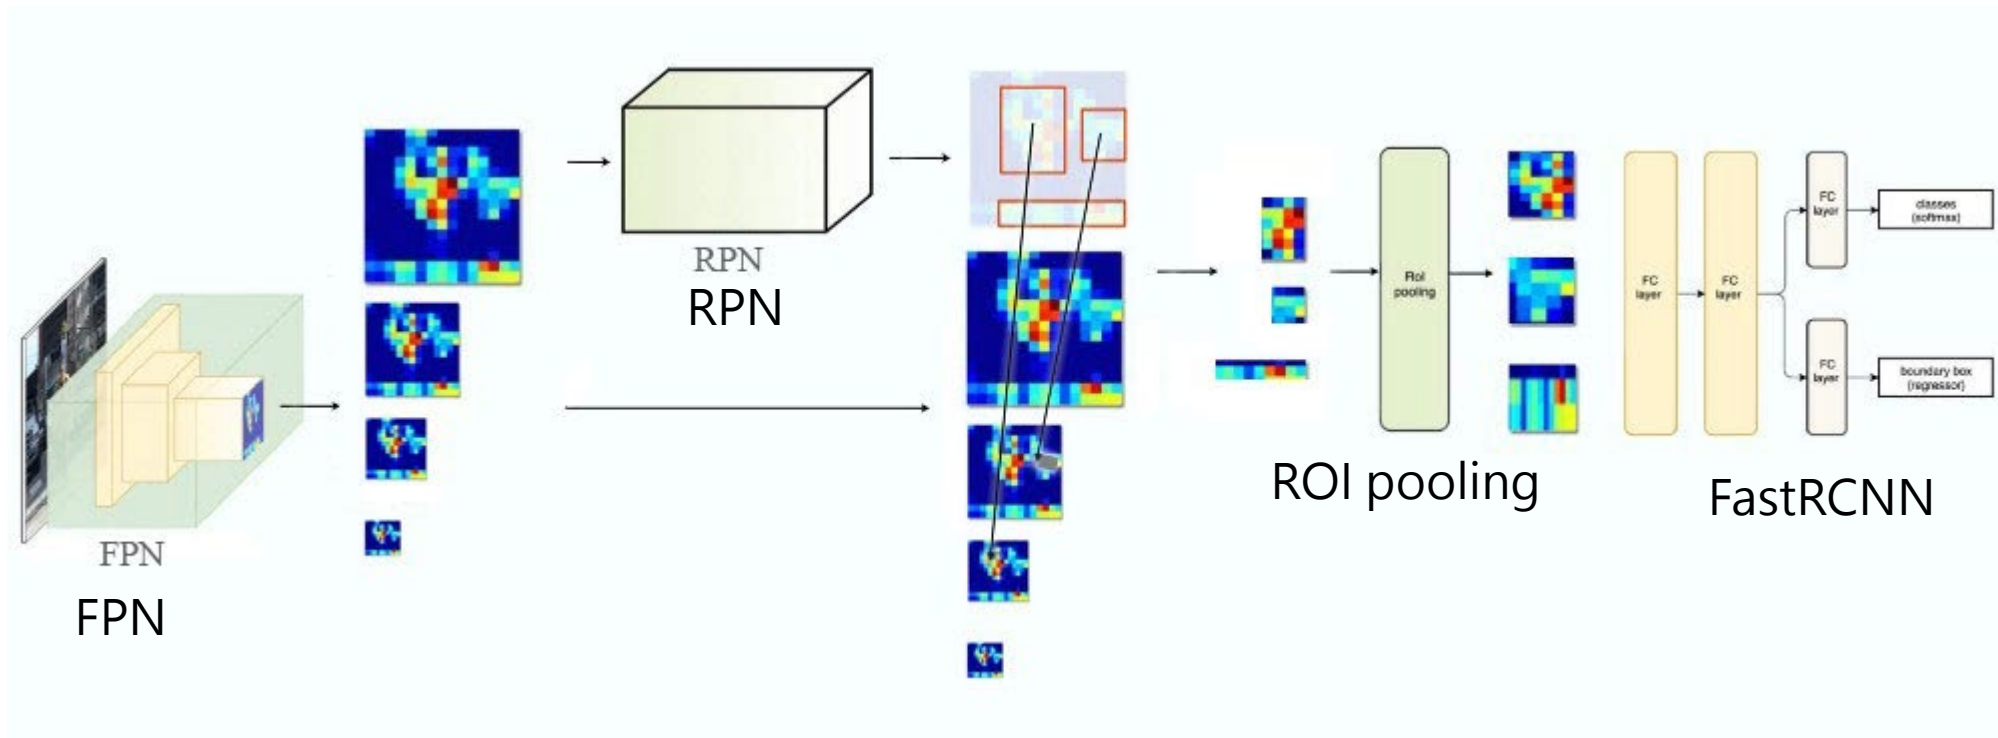 FPN
FPN
RPN
RPN
RoI
pooling
ROI pooling
FC
layer
FC
layer
FC
layer
classes
(softmax)
FC
layer
boundary box
(regressor)
FastRCNN